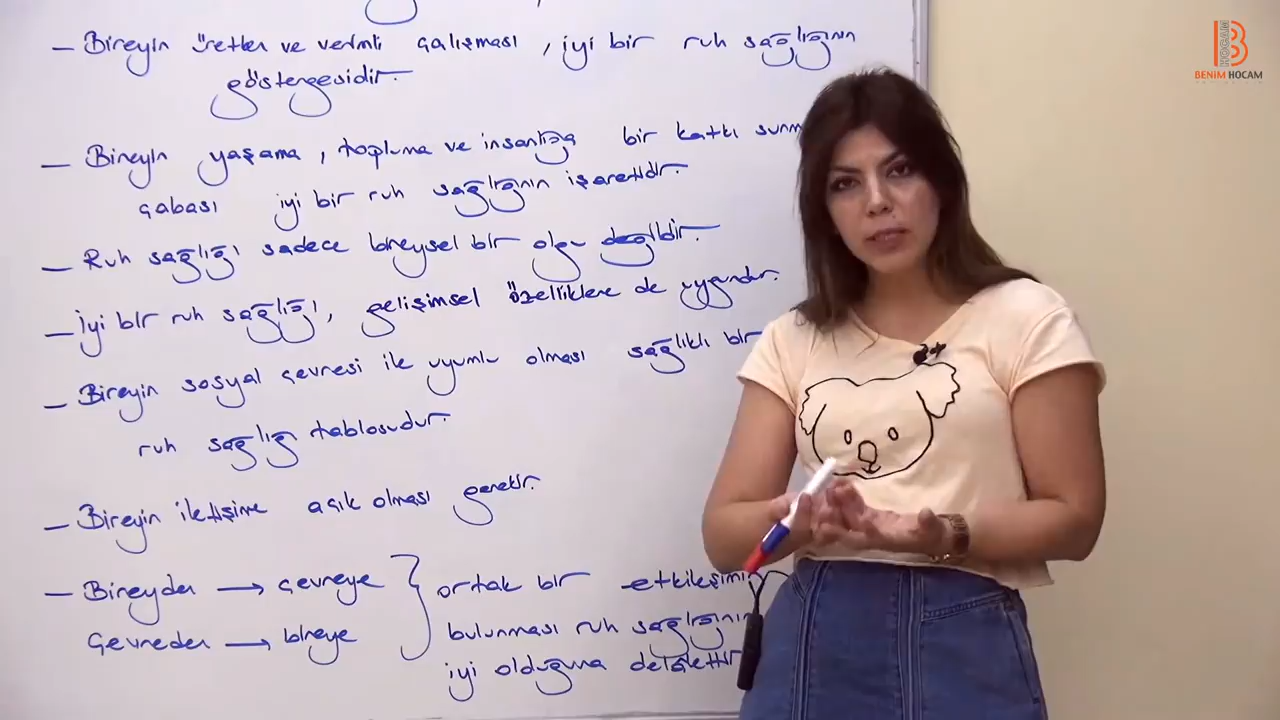 — Bireyin üretken ve verimli çalışması, iyi bir ruh sağlığının
göstergesidir.
— Bireyin yaşama, topluma ve insanlığa bir katkı
çabası iyi bir ruh sağlığının işaretidir.
— Ruh sağlığı sadece bireysel bir olgu değildir.
— İyi bir ruh sağlığı, gelişimsel özelliklere de uygundur.
— Bireyin sosyal çevresi ile uyumlu olması sağlıklı bir
ruh sağlığı tablosudur.
— Bireyin iletişime açık olması gerekir.
— Bireyden → çevreye } ortak bir etkileşimin
Çevreden → bireye
bulunması ruh sağlığının
iyi olduğuna delalettir
B
HOCAM
BENİM HOCAM